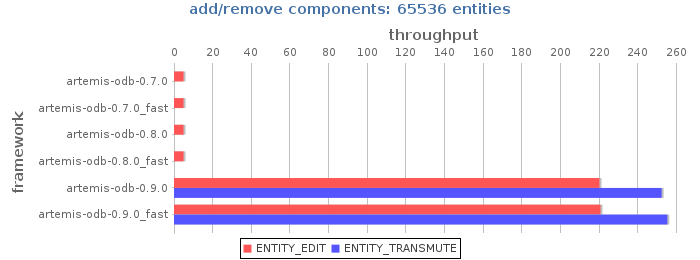 add/remove components: 65536 entities
throughput
0 20 40 60 80 100 120 140 160 180 200 220 240 260
framework
artemis-odb-0.7.0
artemis-odb-0.7.0_fast
artemis-odb-0.8.0
artemis-odb-0.8.0_fast
artemis-odb-0.9.0
artemis-odb-0.9.0_fast
ENTITY_EDIT ENTITY_TRANSMUTE